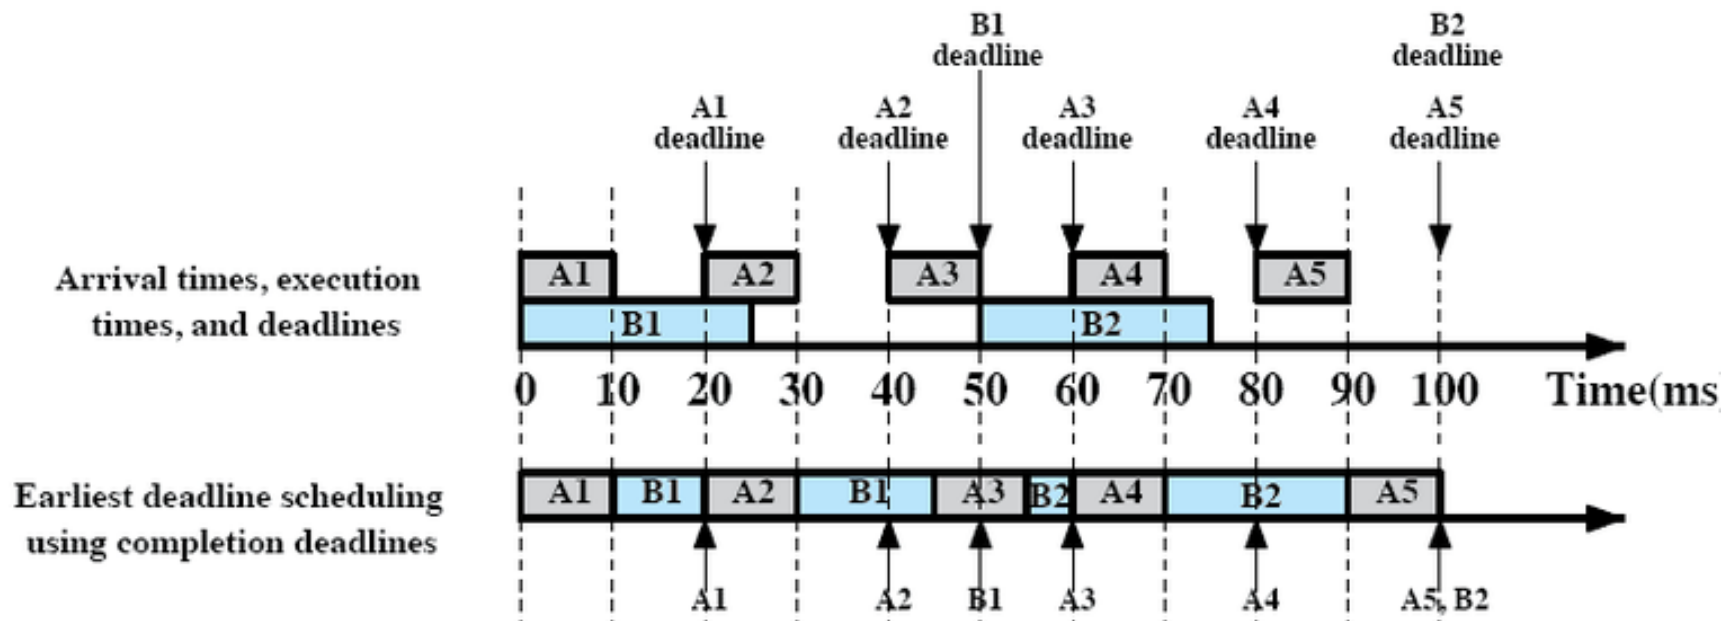 B1
deadline
B2
deadline
A1
deadline
A2
deadline
A3
deadline
A4
deadline
A5
deadline
Arrival times, execution
times, and deadlines
A1 A2 A3 A4 A5
B1 B2
0 10 20 30 40 50 60 70 80 90 100 Time(ms)
Earliest deadline scheduling
using completion deadlines
A1 B1 A2 B1 A3 B2 A4 B2 A5
A1 A2 B1 A3 A4 A5, B2